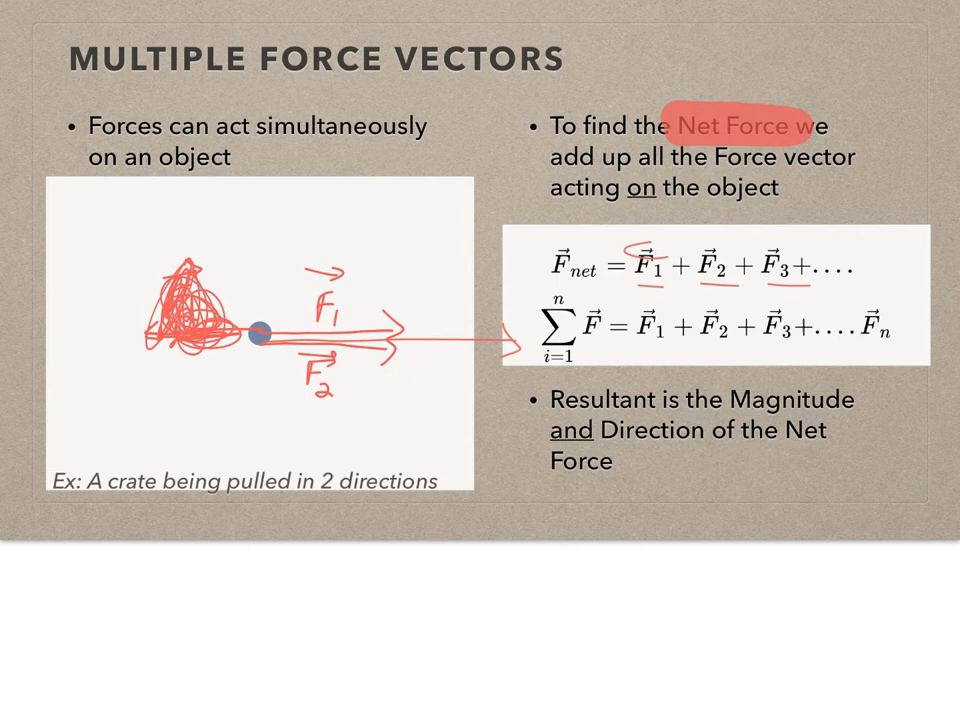 MULTIPLE FORCE VECTORS
• Forces can act simultaneously
on an object
F⃗₁
F⃗₂
Ex: A crate being pulled in 2 directions
• To find the Net Force we
add up all the Force vector
acting on the object
F⃗net = F⃗₁ + F⃗₂ + F⃗₃+....
n
∑ F⃗ = F⃗₁ + F⃗₂ + F⃗₃+.... F⃗ₙ
i=1
• Resultant is the Magnitude
and Direction of the Net
Force